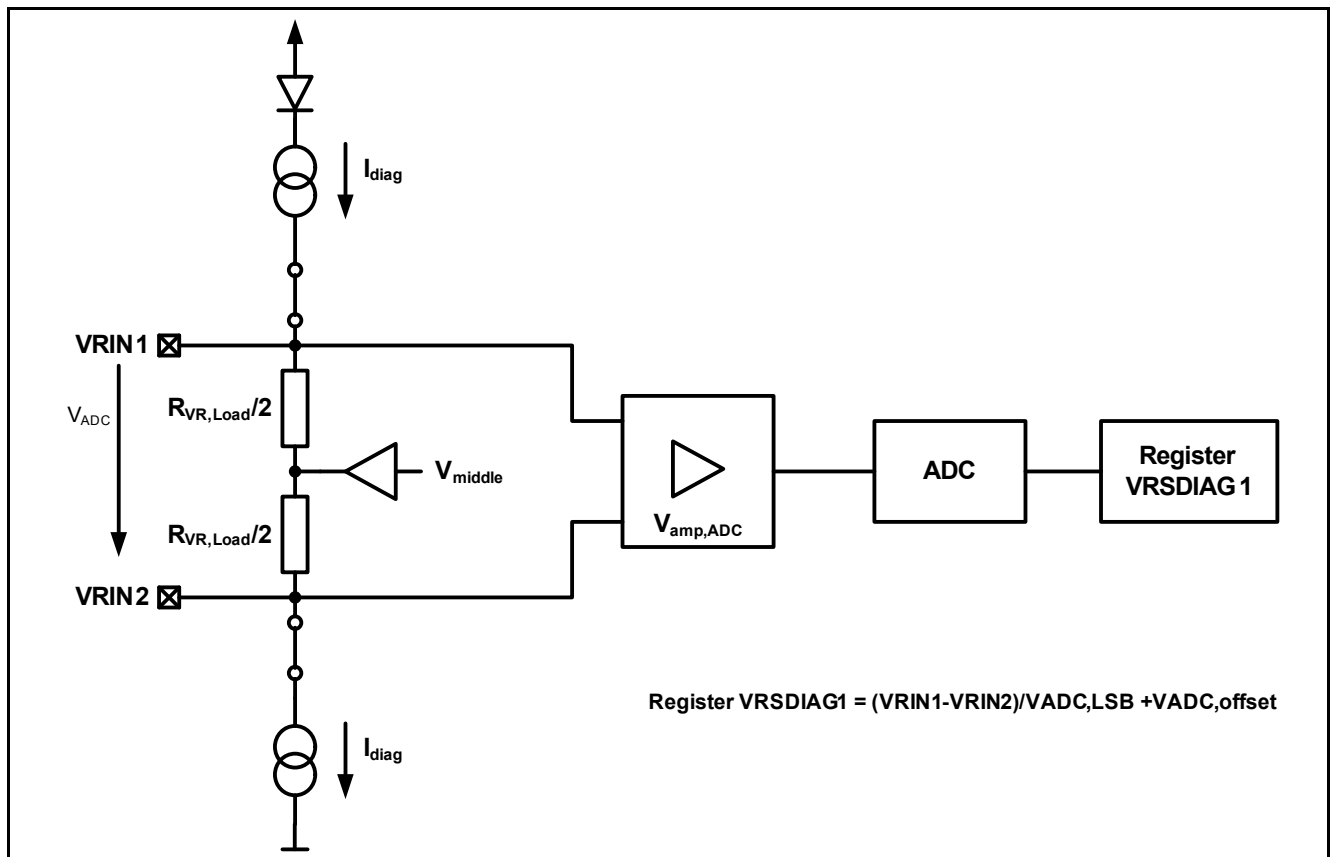 Idiag
VRIN1
VADC
RVR,Load/2
Vmiddle
RVR,Load/2
VRIN2
Vamp,ADC
ADC
Register
VRSDIAG1
Idiag
Register VRSDIAG1 = (VRIN1-VRIN2)/VADC,LSB +VADC,offset